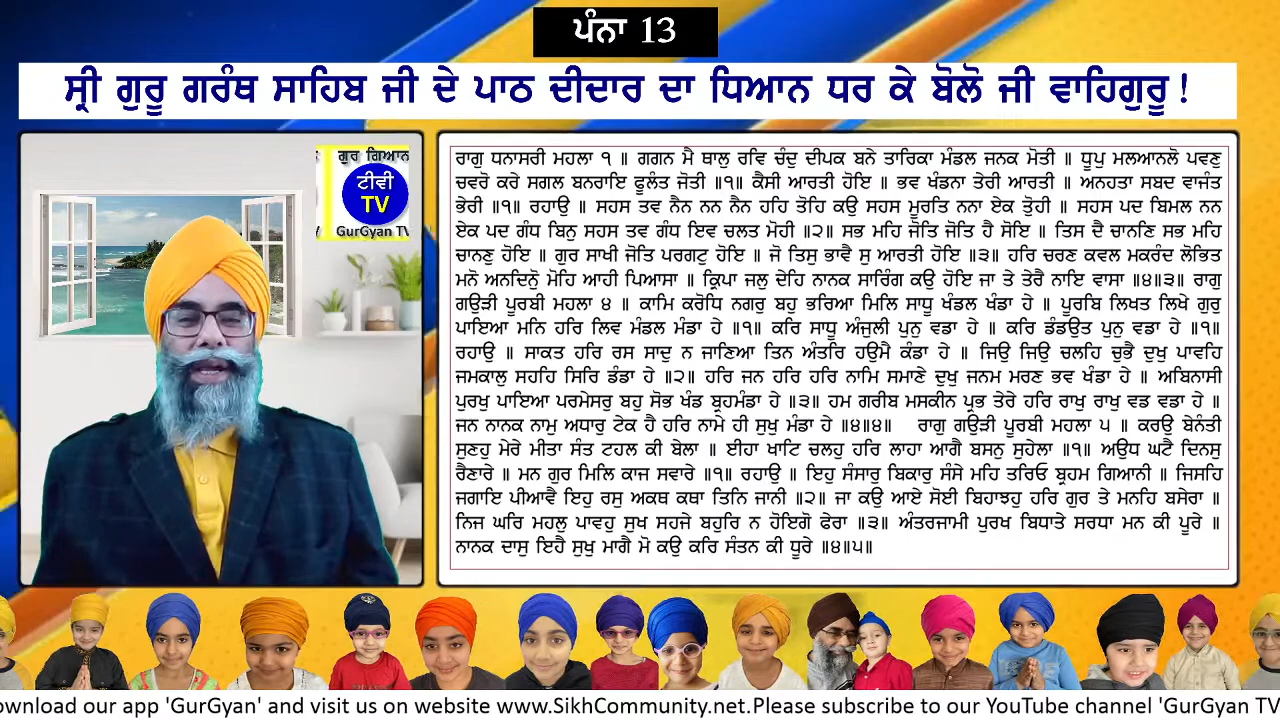 ਪੰਨਾ 13
ਸ੍ਰੀ ਗੁਰੂ ਗਰੰਥ ਸਾਹਿਬ ਜੀ ਦੇ ਪਾਠ ਦੀਦਾਰ ਦਾ ਧਿਆਨ ਧਰ ਕੇ ਬੋਲੋ ਜੀ ਵਾਹਿਗੁਰੂ!
ਗੁਰ ਗਿਆਨ
ਟੀਵੀ
TV
GurGyan TV
ਰਾਗੁ ਧਨਾਸਰੀ ਮਹਲਾ ੧ ॥ ਗਗਨ ਮੈ ਥਾਲੁ ਰਵਿ ਚੰਦੁ ਦੀਪਕ ਬਨੇ ਤਾਰਿਕਾ ਮੰਡਲ ਜਨਕ ਮੋਤੀ ॥ ਧੂਪੁ ਮਲਆਨਲੋ ਪਵਣੁ
ਚਵਰੋ ਕਰੇ ਸਗਲ ਬਨਰਾਇ ਫੂਲੰਤ ਜੋਤੀ ॥੧॥ ਕੈਸੀ ਆਰਤੀ ਹੋਇ ॥ ਭਵ ਖੰਡਨਾ ਤੇਰੀ ਆਰਤੀ ॥ ਅਨਹਤਾ ਸਬਦ ਵਾਜੰਤ
ਭੇਰੀ ॥੧॥ ਰਹਾਉ ॥ ਸਹਸ ਤਵ ਨੈਨ ਨਨ ਨੈਨ ਹਹਿ ਤੋਹਿ ਕਉ ਸਹਸ ਮੂਰਤਿ ਨਨਾ ਏਕ ਤੋੁਹੀ ॥ ਸਹਸ ਪਦ ਬਿਮਲ ਨਨ
ਏਕ ਪਦ ਗੰਧ ਬਿਨੁ ਸਹਸ ਤਵ ਗੰਧ ਇਵ ਚਲਤ ਮੋਹੀ ॥੨॥ ਸਭ ਮਹਿ ਜੋਤਿ ਜੋਤਿ ਹੈ ਸੋਇ ॥ ਤਿਸ ਦੈ ਚਾਨਣਿ ਸਭ ਮਹਿ
ਚਾਨਣੁ ਹੋਇ ॥ ਗੁਰ ਸਾਖੀ ਜੋਤਿ ਪਰਗਟੁ ਹੋਇ ॥ ਜੋ ਤਿਸੁ ਭਾਵੈ ਸੁ ਆਰਤੀ ਹੋਇ ॥੩॥ ਹਰਿ ਚਰਣ ਕਵਲ ਮਕਰੰਦ ਲੋਭਿਤ
ਮਨੋ ਅਨਦਿਨੋੁ ਮੋਹਿ ਆਹੀ ਪਿਆਸਾ ॥ ਕ੍ਰਿਪਾ ਜਲੁ ਦੇਹਿ ਨਾਨਕ ਸਾਰਿੰਗ ਕਉ ਹੋਇ ਜਾ ਤੇ ਤੇਰੈ ਨਾਇ ਵਾਸਾ ॥੪॥੩॥ ਰਾਗੁ
ਗਉੜੀ ਪੂਰਬੀ ਮਹਲਾ ੪ ॥ ਕਾਮਿ ਕਰੋਧਿ ਨਗਰੁ ਬਹੁ ਭਰਿਆ ਮਿਲਿ ਸਾਧੂ ਖੰਡਲ ਖੰਡਾ ਹੇ ॥ ਪੂਰਬਿ ਲਿਖਤ ਲਿਖੇ ਗੁਰੁ
ਪਾਇਆ ਮਨਿ ਹਰਿ ਲਿਵ ਮੰਡਲ ਮੰਡਾ ਹੇ ॥੧॥ ਕਰਿ ਸਾਧੂ ਅੰਜੁਲੀ ਪੁਨੁ ਵਡਾ ਹੇ ॥ ਕਰਿ ਡੰਡਉਤ ਪੁਨੁ ਵਡਾ ਹੇ ॥੧॥
ਰਹਾਉ ॥ ਸਾਕਤ ਹਰਿ ਰਸ ਸਾਦੁ ਨ ਜਾਣਿਆ ਤਿਨ ਅੰਤਰਿ ਹਉਮੈ ਕੰਡਾ ਹੇ ॥ ਜਿਉ ਜਿਉ ਚਲਹਿ ਚੁਭੈ ਦੁਖੁ ਪਾਵਹਿ
ਜਮਕਾਲੁ ਸਹਹਿ ਸਿਰਿ ਡੰਡਾ ਹੇ ॥੨॥ ਹਰਿ ਜਨ ਹਰਿ ਹਰਿ ਨਾਮਿ ਸਮਾਣੇ ਦੁਖੁ ਜਨਮ ਮਰਣ ਭਵ ਖੰਡਾ ਹੇ ॥ ਅਬਿਨਾਸੀ
ਪੁਰਖੁ ਪਾਇਆ ਪਰਮੇਸਰੁ ਬਹੁ ਸੋਭ ਖੰਡ ਬ੍ਰਹਮੰਡਾ ਹੇ ॥੩॥ ਹਮ ਗਰੀਬ ਮਸਕੀਨ ਪ੍ਰਭ ਤੇਰੇ ਹਰਿ ਰਾਖੁ ਰਾਖੁ ਵਡ ਵਡਾ ਹੇ ॥
ਜਨ ਨਾਨਕ ਨਾਮੁ ਅਧਾਰੁ ਟੇਕ ਹੈ ਹਰਿ ਨਾਮੇ ਹੀ ਸੁਖੁ ਮੰਡਾ ਹੇ ॥੪॥੪॥ ਰਾਗੁ ਗਉੜੀ ਪੂਰਬੀ ਮਹਲਾ ੫ ॥ ਕਰਉ ਬੇਨੰਤੀ
ਸੁਣਹੁ ਮੇਰੇ ਮੀਤਾ ਸੰਤ ਟਹਲ ਕੀ ਬੇਲਾ ॥ ਈਹਾ ਖਾਟਿ ਚਲਹੁ ਹਰਿ ਲਾਹਾ ਆਗੈ ਬਸਨੁ ਸੁਹੇਲਾ ॥੧॥ ਅਉਧ ਘਟੈ ਦਿਨਸੁ
ਰੈਣਾਰੇ ॥ ਮਨ ਗੁਰ ਮਿਲਿ ਕਾਜ ਸਵਾਰੇ ॥੧॥ ਰਹਾਉ ॥ ਇਹੁ ਸੰਸਾਰੁ ਬਿਕਾਰੁ ਸੰਸੇ ਮਹਿ ਤਰਿਓ ਬ੍ਰਹਮ ਗਿਆਨੀ ॥ ਜਿਸਹਿ
ਜਗਾਇ ਪੀਆਵੈ ਇਹੁ ਰਸੁ ਅਕਥ ਕਥਾ ਤਿਨਿ ਜਾਨੀ ॥੨॥ ਜਾ ਕਉ ਆਏ ਸੋਈ ਬਿਹਾਝਹੁ ਹਰਿ ਗੁਰ ਤੇ ਮਨਹਿ ਬਸੇਰਾ ॥
ਨਿਜ ਘਰਿ ਮਹਲੁ ਪਾਵਹੁ ਸੁਖ ਸਹਜੇ ਬਹੁਰਿ ਨ ਹੋਇਗੋ ਫੇਰਾ ॥੩॥ ਅੰਤਰਜਾਮੀ ਪੁਰਖ ਬਿਧਾਤੇ ਸਰਧਾ ਮਨ ਕੀ ਪੂਰੇ ॥
ਨਾਨਕ ਦਾਸੁ ਇਹੈ ਸੁਖੁ ਮਾਗੈ ਮੋ ਕਉ ਕਰਿ ਸੰਤਨ ਕੀ ਧੂਰੇ ॥੪॥੫॥
ownload our app 'GurGyan' and visit us on website www.SikhCommunity.net.Please subscribe to our YouTube channel 'GurGyan TV